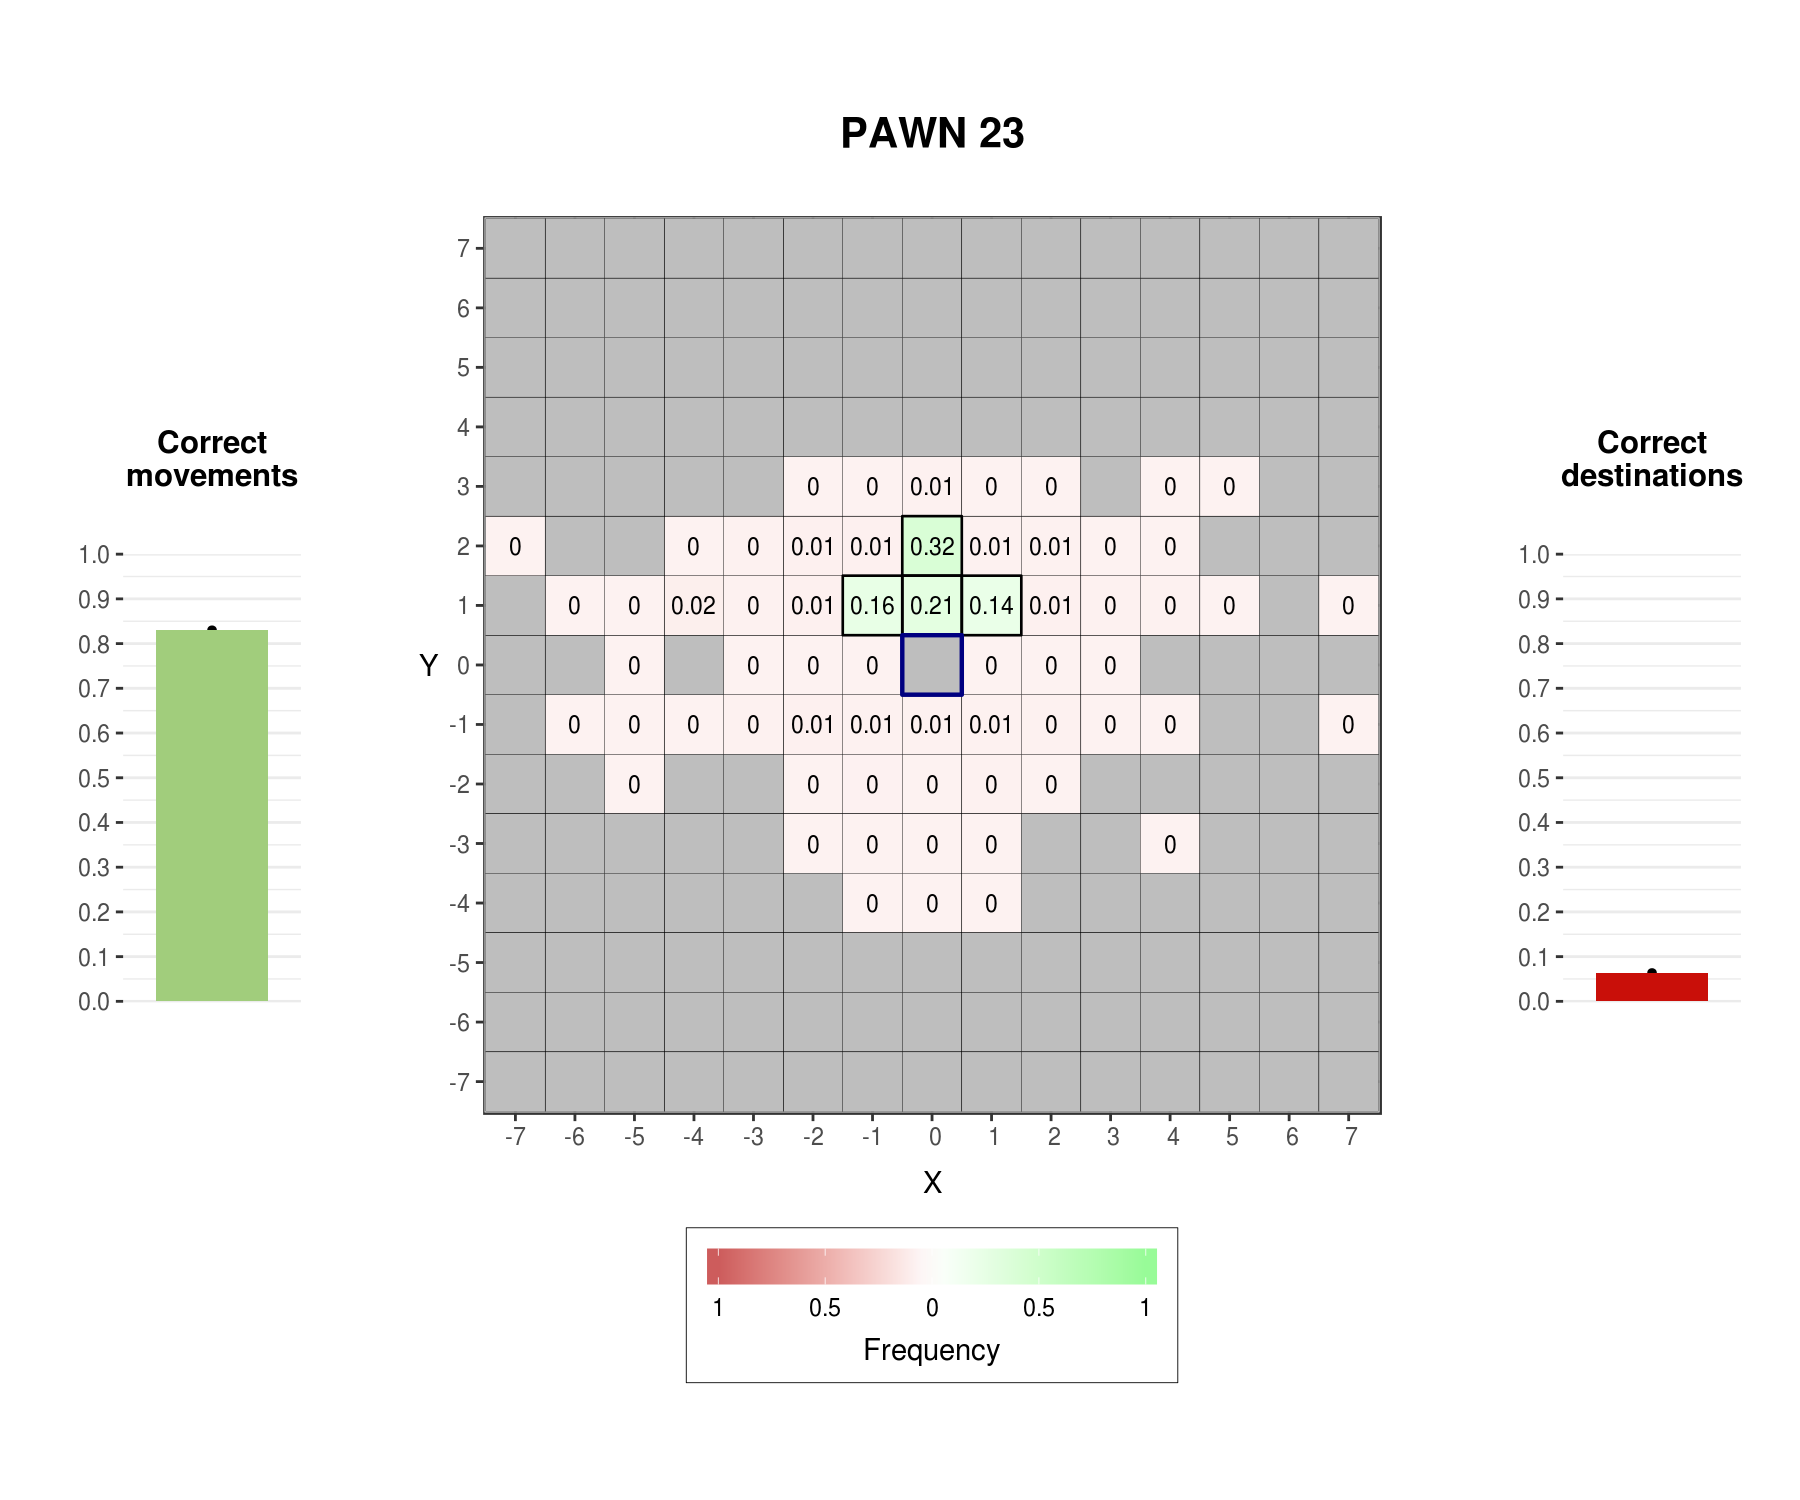 PAWN 23
Correct
movements
1.0
0.9
0.8
0.7
0.6
0.5
0.4
0.3
0.2
0.1
0.0
Y
7
6
5
4
3 0 0 0.01 0 0 0 0
2 0 0 0 0.01 0.01 0.32 0.01 0.01 0 0
1 0 0 0.02 0 0.01 0.16 0.21 0.14 0.01 0 0 0 0
0 0 0 0 0 0 0 0
-1 0 0 0 0 0.01 0.01 0.01 0.01 0 0 0 0
-2 0 0 0 0 0 0
-3 0 0 0 0 0
-4 0 0 0
-5
-6
-7
-7 -6 -5 -4 -3 -2 -1 0 1 2 3 4 5 6 7
X
1 0.5 0 0.5 1
Frequency
Correct
destinations
1.0
0.9
0.8
0.7
0.6
0.5
0.4
0.3
0.2
0.1
0.0